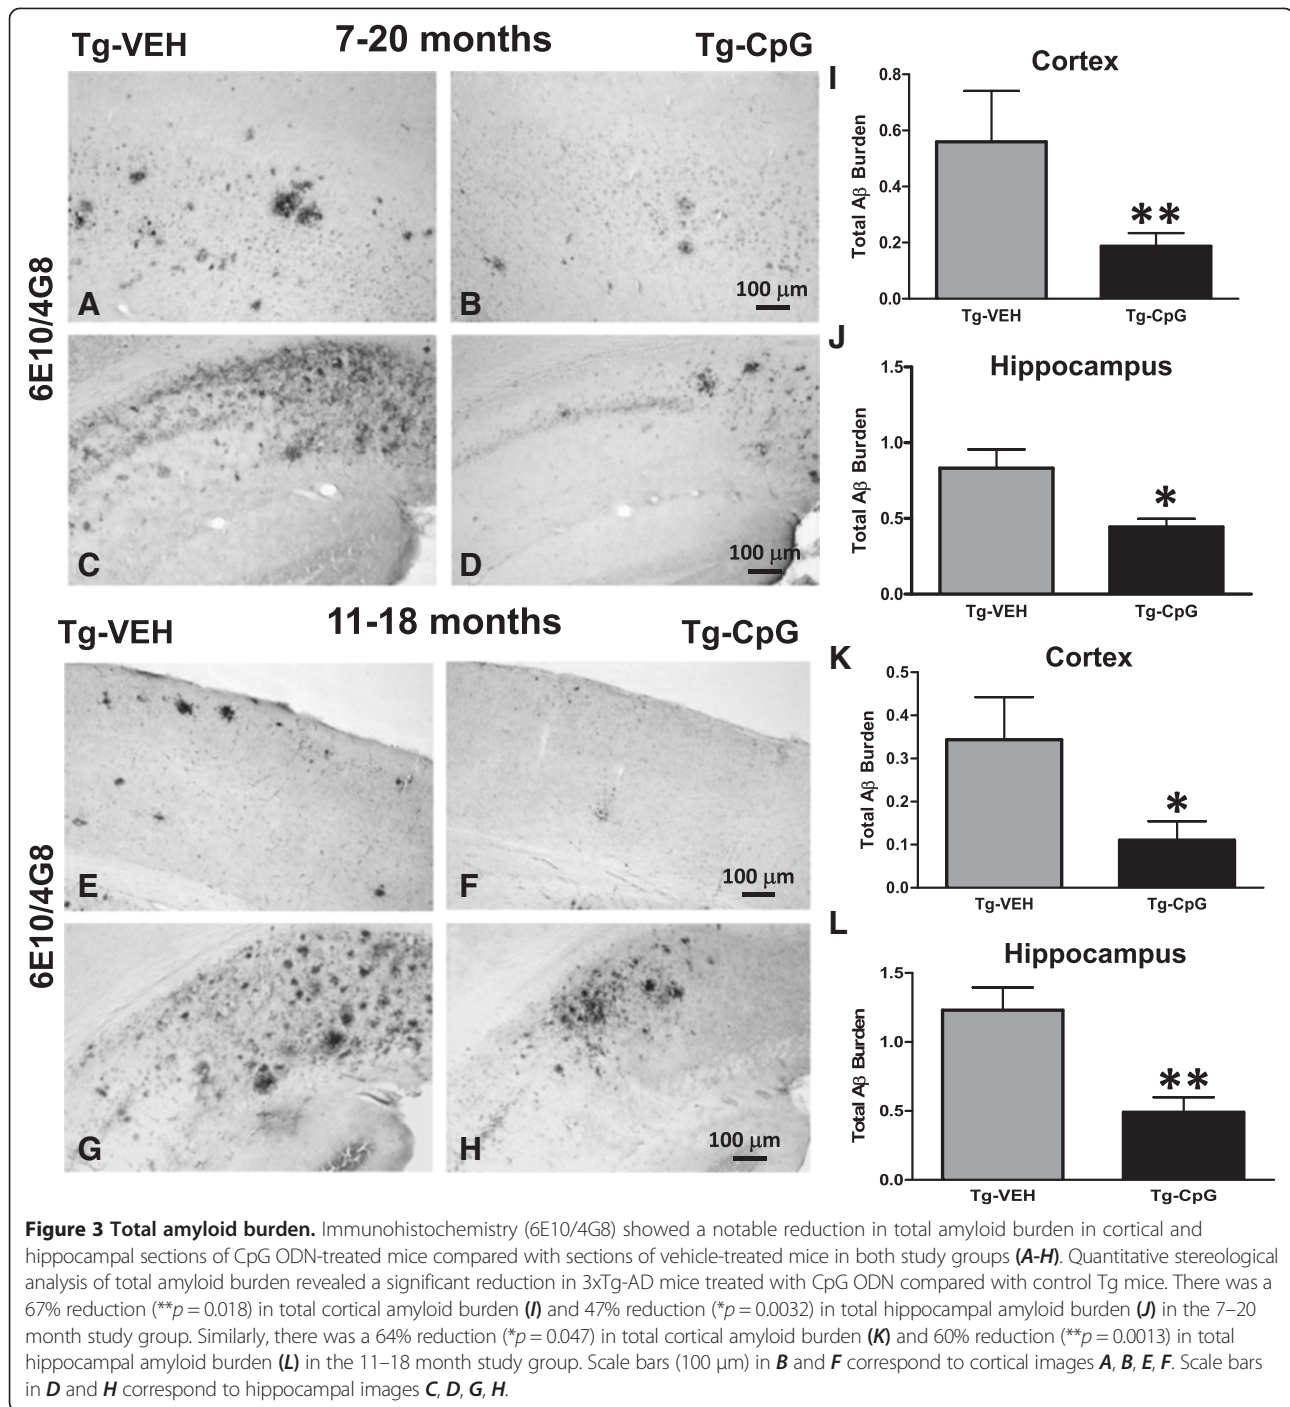 7-20 months
Tg-VEH
Tg-CpG
6E10/4G8
A
B
100 µm
C
D
100 µm
I
Cortex
Total Aβ Burden
0.8
0.6
0.4
0.2
0.0
**
Tg-VEH
Tg-CpG
J
Hippocampus
Total Aβ Burden
1.5
1.0
0.5
0.0
*
Tg-VEH
Tg-CpG
11-18 months
Tg-VEH
Tg-CpG
6E10/4G8
E
F
100 µm
G
H
100 µm
K
Cortex
Total Aβ Burden
0.5
0.4
0.3
0.2
0.1
0.0
*
Tg-VEH
Tg-CpG
L
Hippocampus
Total Aβ Burden
1.5
1.0
0.5
0.0
**
Tg-VEH
Tg-CpG
Figure 3 Total amyloid burden. Immunohistochemistry (6E10/4G8) showed a notable reduction in total amyloid burden in cortical and
hippocampal sections of CpG ODN-treated mice compared with sections of vehicle-treated mice in both study groups (A-H). Quantitative stereological
analysis of total amyloid burden revealed a significant reduction in 3xTg-AD mice treated with CpG ODN compared with control Tg mice. There was a
67% reduction (**p = 0.018) in total cortical amyloid burden (I) and 47% reduction (*p = 0.0032) in total hippocampal amyloid burden (J) in the 7–20
month study group. Similarly, there was a 64% reduction (*p = 0.047) in total cortical amyloid burden (K) and 60% reduction (**p = 0.0013) in total
hippocampal amyloid burden (L) in the 11–18 month study group. Scale bars (100 µm) in B and F correspond to cortical images A, B, E, F. Scale bars
in D and H correspond to hippocampal images C, D, G, H.